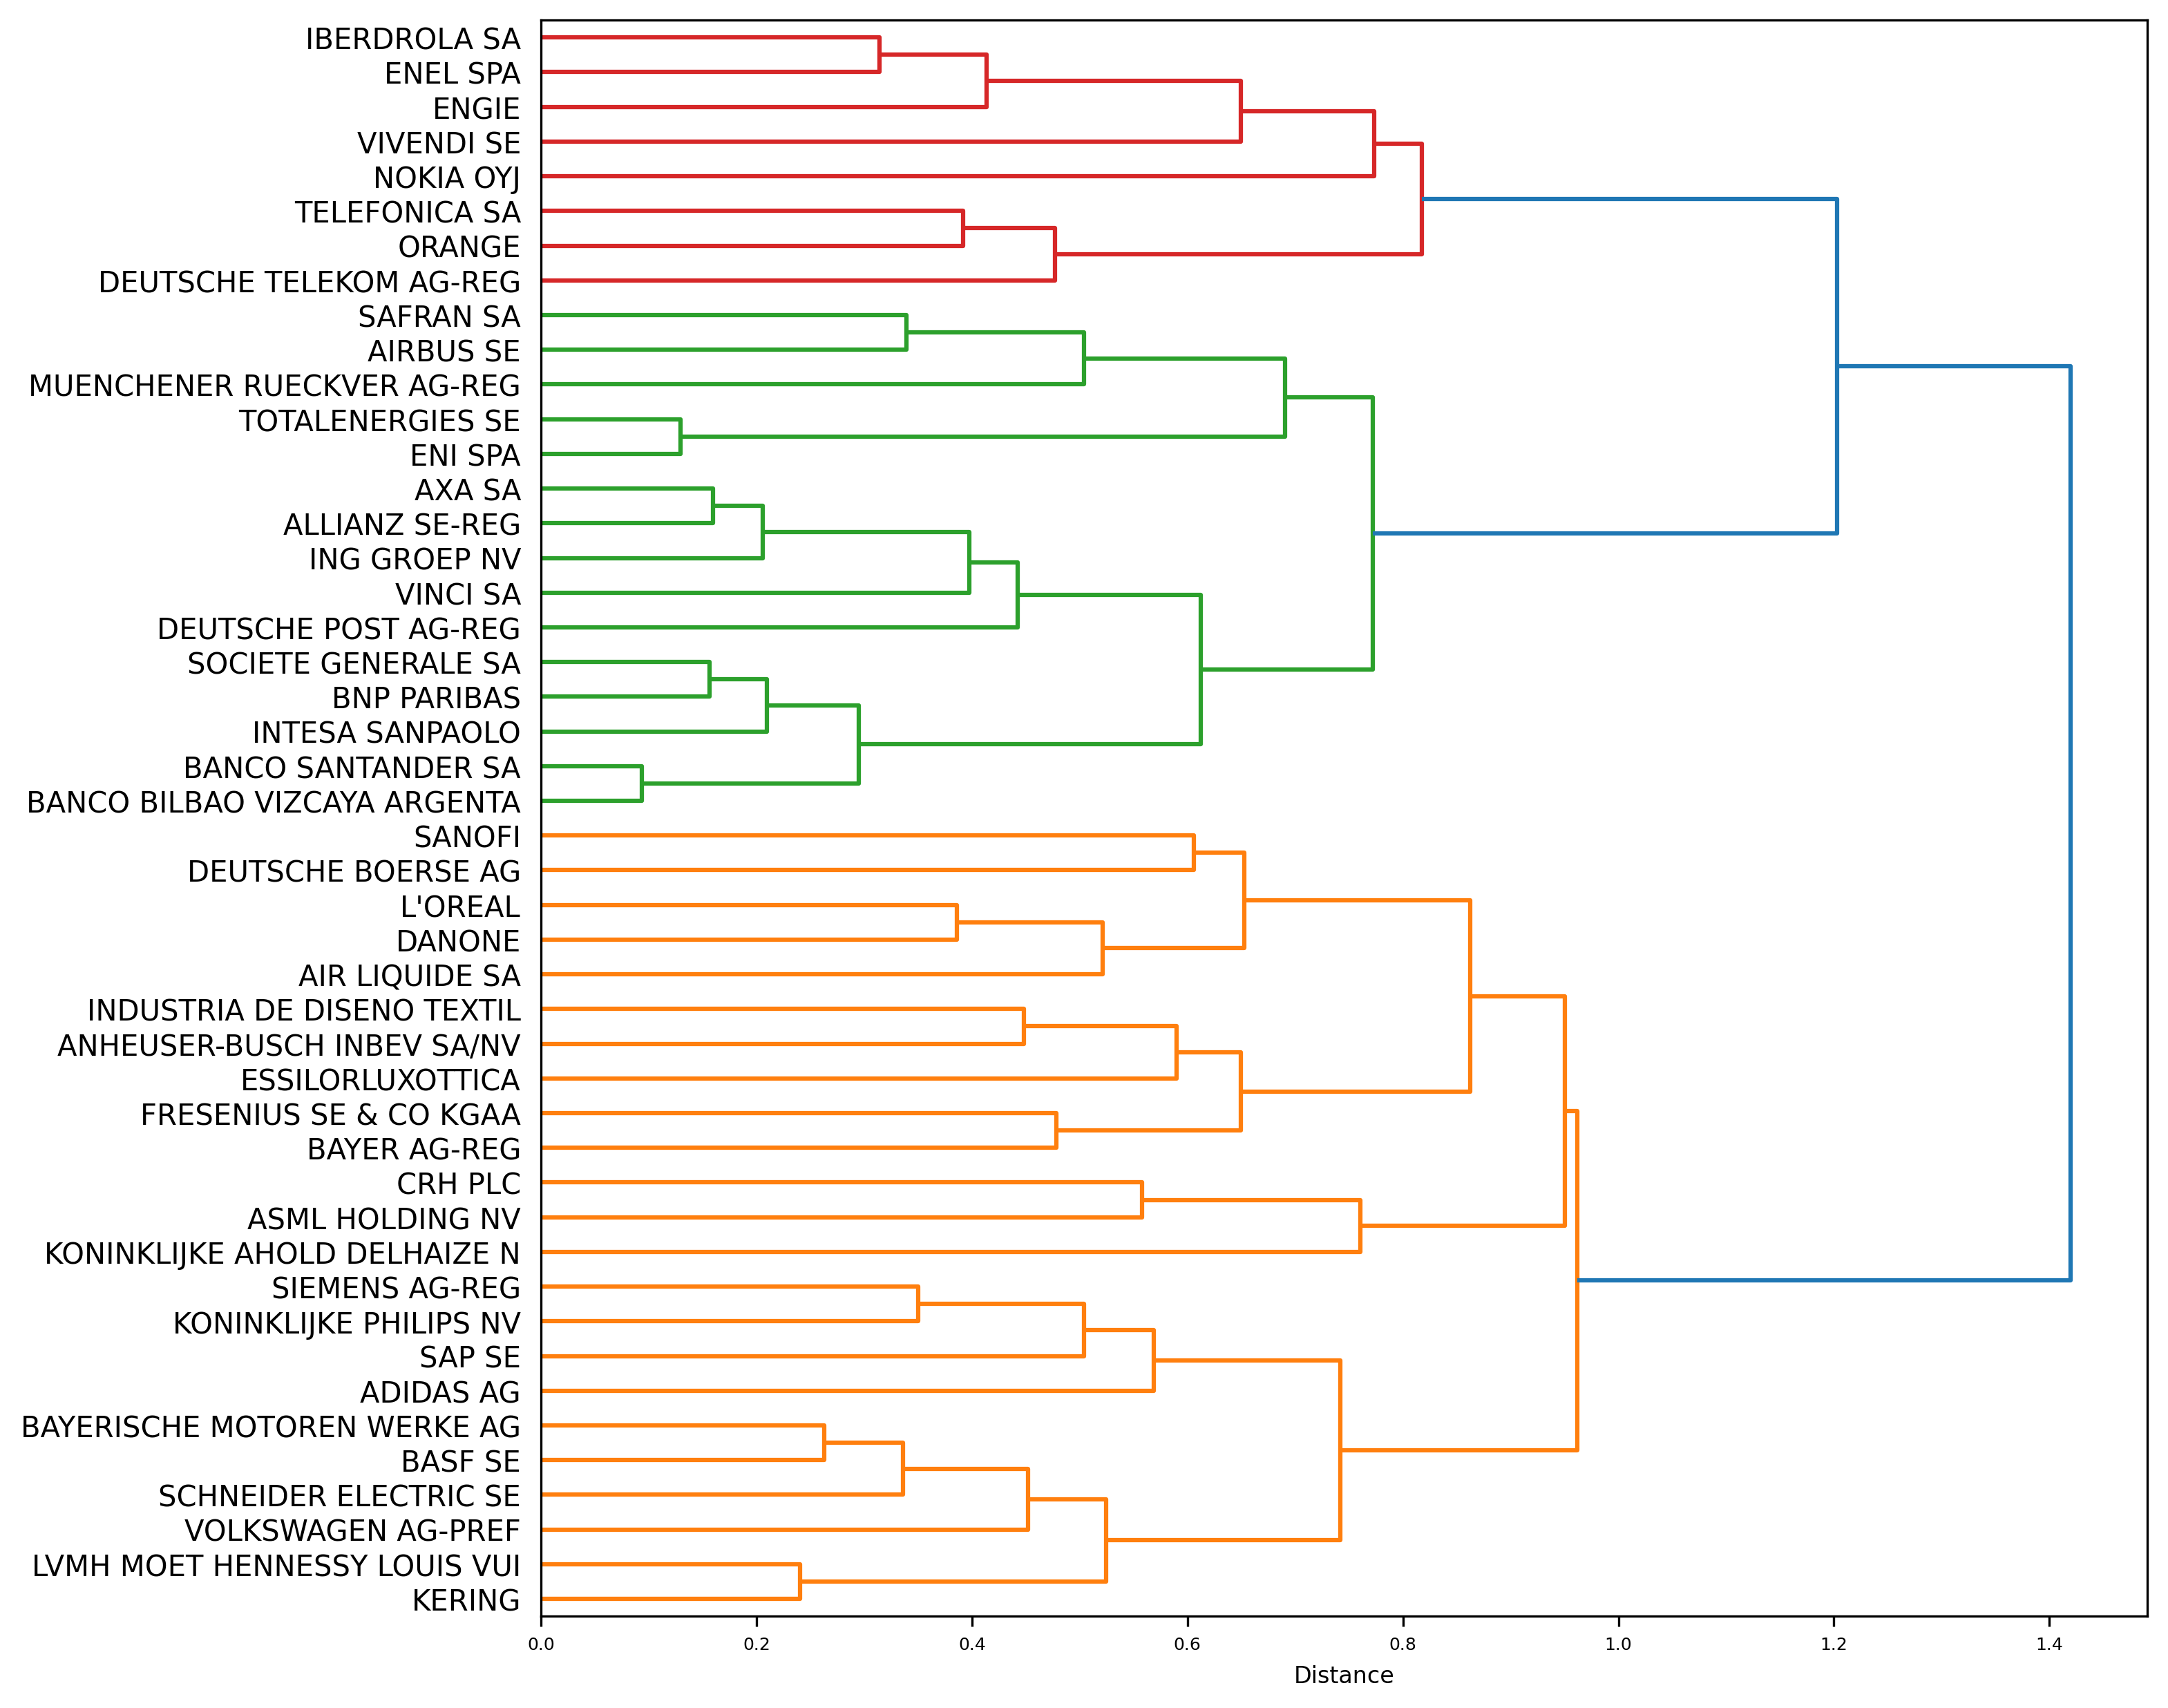 IBERDROLA SA
ENEL SPA
ENGIE
VIVENDI SE
NOKIA OYJ
TELEFONICA SA
ORANGE
DEUTSCHE TELEKOM AG-REG
SAFRAN SA
AIRBUS SE
MUENCHENER RUECKVER AG-REG
TOTALENERGIES SE
ENI SPA
AXA SA
ALLIANZ SE-REG
ING GROEP NV
VINCI SA
DEUTSCHE POST AG-REG
SOCIETE GENERALE SA
BNP PARIBAS
INTESA SANPAOLO
BANCO SANTANDER SA
BANCO BILBAO VIZCAYA ARGENTA
SANOFI
DEUTSCHE BOERSE AG
L'OREAL
DANONE
AIR LIQUIDE SA
INDUSTRIA DE DISENO TEXTIL
ANHEUSER-BUSCH INBEV SA/NV
ESSILORLUXOTTICA
FRESENIUS SE & CO KGAA
BAYER AG-REG
CRH PLC
ASML HOLDING NV
KONINKLIJKE AHOLD DELHAIZE N
SIEMENS AG-REG
KONINKLIJKE PHILIPS NV
SAP SE
ADIDAS AG
BAYERISCHE MOTOREN WERKE AG
BASF SE
SCHNEIDER ELECTRIC SE
VOLKSWAGEN AG-PREF
LVMH MOET HENNESSY LOUIS VUI
KERING
0.0 0.2 0.4 0.6 0.8 1.0 1.2 1.4
Distance